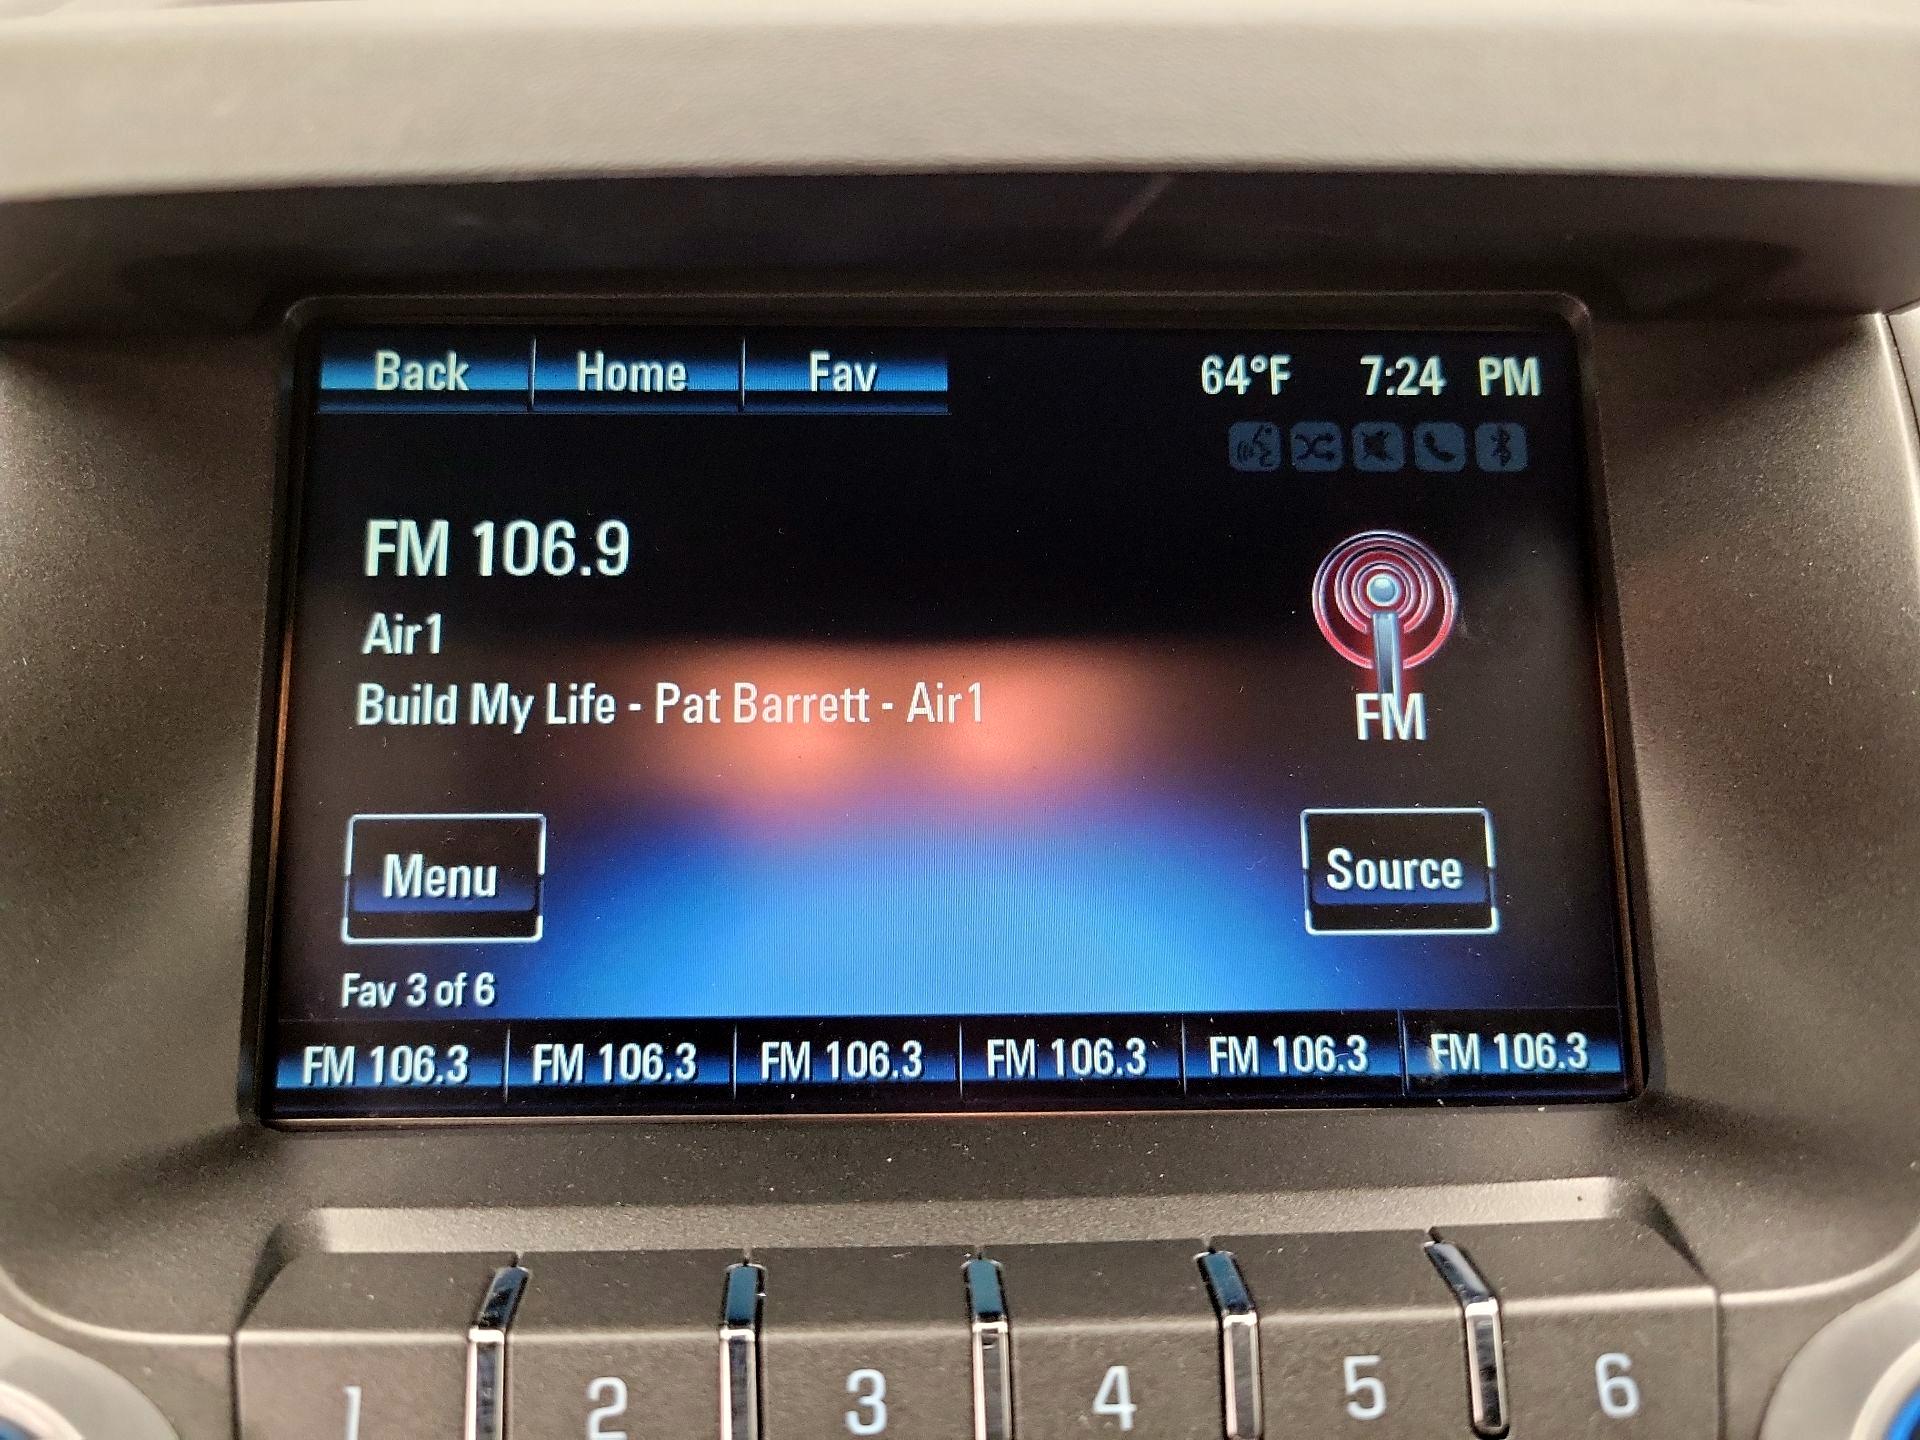 Back Home Fav 64°F 7:24 PM
FM 106.9
Air1
Build My Life - Pat Barrett - Air1
FM
Menu
Source
Fav 3 of 6
FM 106.3 FM 106.3 FM 106.3 FM 106.3 FM 106.3 FM 106.3
1 2 3 4 5 6